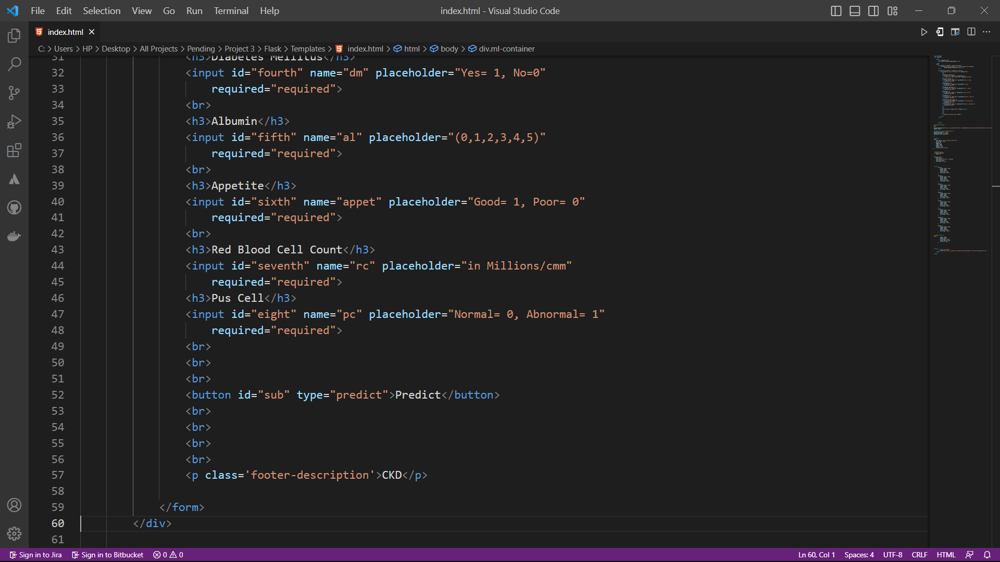 File Edit Selection View Go Run Terminal Help
index.html - Visual Studio Code
index.html
C: > Users > HP > Desktop > All Projects > Pending > Project 3 > Flask > Templates > index.html > html > body > div.ml-container
31 <h3>Diabetes Mellitus</h3>
32 <input id="fourth" name="dm" placeholder="Yes= 1, No=0"
33 required="required">
34 <br>
35 <h3>Albumin</h3>
36 <input id="fifth" name="al" placeholder="(0,1,2,3,4,5)"
37 required="required">
38 <br>
39 <h3>Appetite</h3>
40 <input id="sixth" name="appet" placeholder="Good= 1, Poor= 0"
41 required="required">
42 <br>
43 <h3>Red Blood Cell Count</h3>
44 <input id="seventh" name="rc" placeholder="in Millions/cmm"
45 required="required">
46 <h3>Pus Cell</h3>
47 <input id="eight" name="pc" placeholder="Normal= 0, Abnormal= 1"
48 required="required">
49 <br>
50 <br>
51 <br>
52 <button id="sub" type="predict">Predict</button>
53 <br>
54 <br>
55 <br>
56 <br>
57 <p class='footer-description'>CKD</p>
58
59 </form>
60 </div>
61
Sign in to Jira Sign in to Bitbucket 0 0 Ln 60, Col 1 Spaces: 4 UTF-8 CRLF HTML